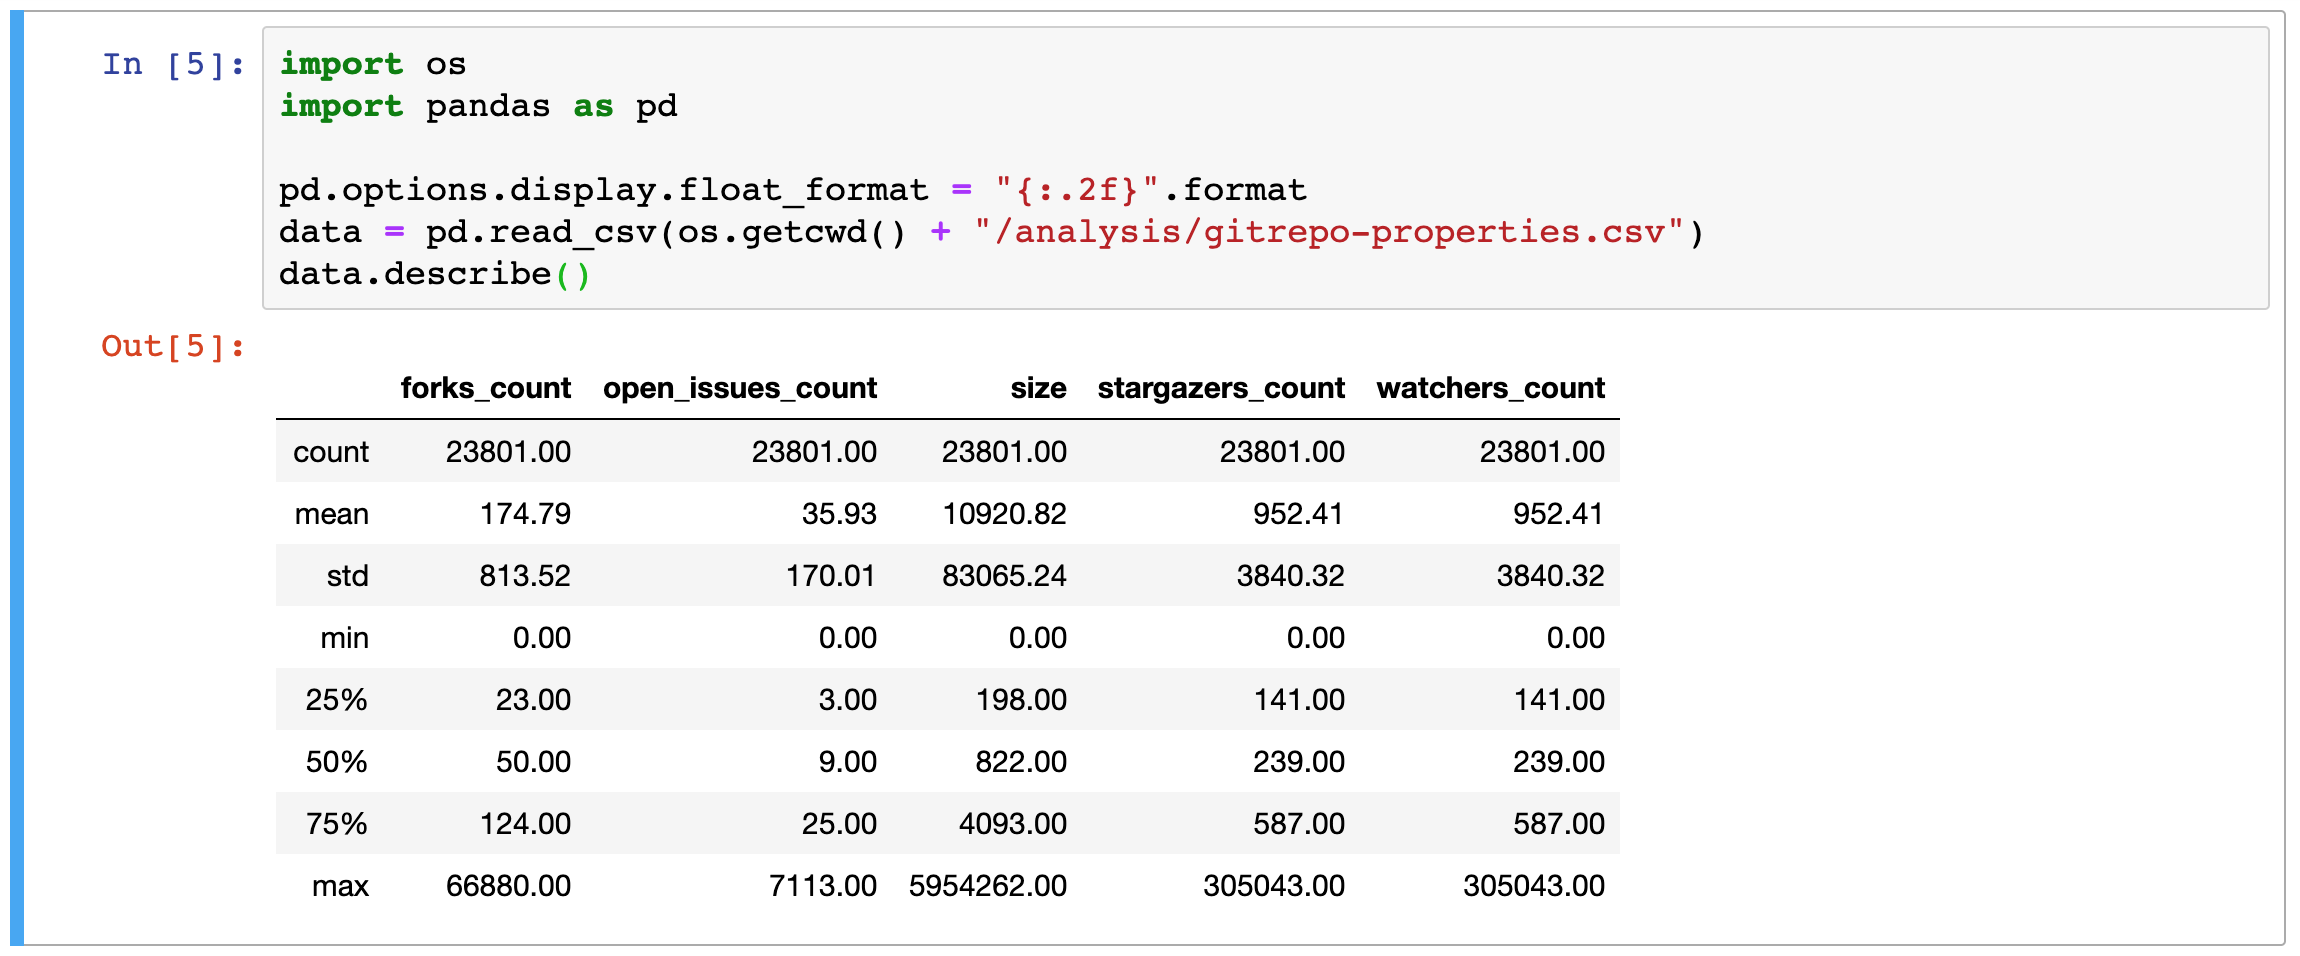 In [5]: import os
import pandas as pd
pd.options.display.float_format = "{:.2f}".format
data = pd.read_csv(os.getcwd() + "/analysis/gitrepo-properties.csv")
data.describe()
Out[5]:
forks_count open_issues_count size stargazers_count watchers_count
count 23801.00 23801.00 23801.00 23801.00 23801.00
mean 174.79 35.93 10920.82 952.41 952.41
std 813.52 170.01 83065.24 3840.32 3840.32
min 0.00 0.00 0.00 0.00 0.00
25% 23.00 3.00 198.00 141.00 141.00
50% 50.00 9.00 822.00 239.00 239.00
75% 124.00 25.00 4093.00 587.00 587.00
max 66880.00 7113.00 5954262.00 305043.00 305043.00